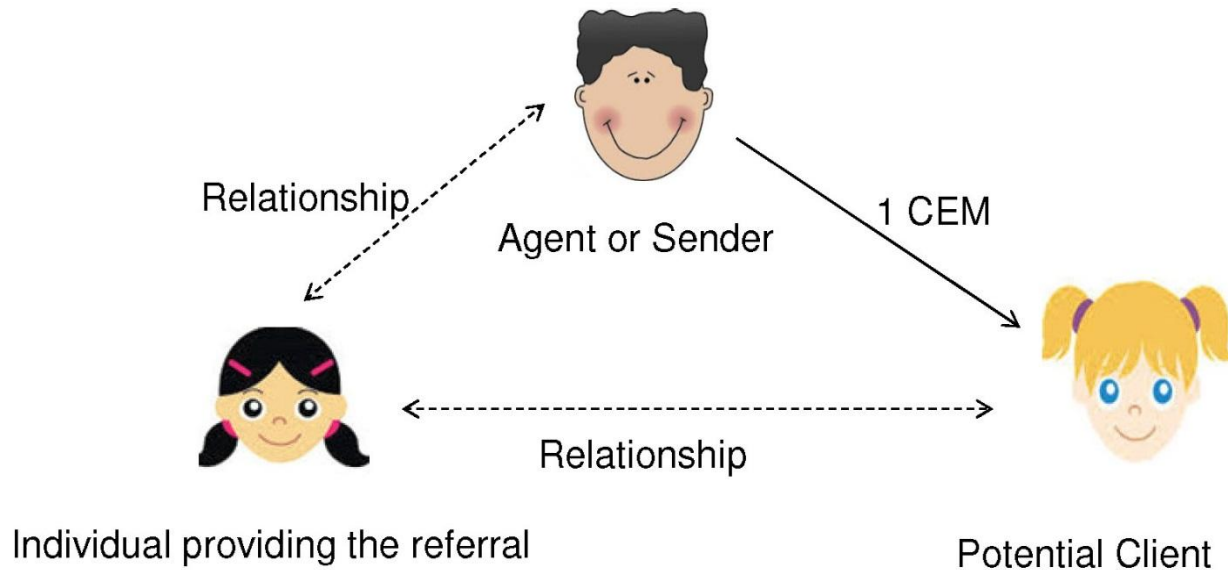 Relationship
1 CEM
Agent or Sender
Relationship
Individual providing the referral
Potential Client